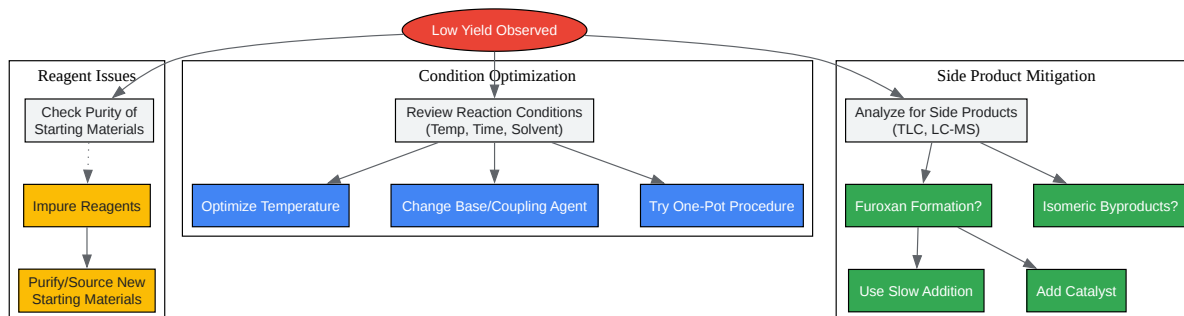 Low Yield Observed
Reagent Issues
Check Purity of
Starting Materials
Impure Reagents
Purify/Source New
Starting Materials
Condition Optimization
Review Reaction Conditions
(Temp, Time, Solvent)
Optimize Temperature
Change Base/Coupling Agent
Try One-Pot Procedure
Side Product Mitigation
Analyze for Side Products
(TLC, LC-MS)
Furoxan Formation?
Isomeric Byproducts?
Use Slow Addition
Add Catalyst